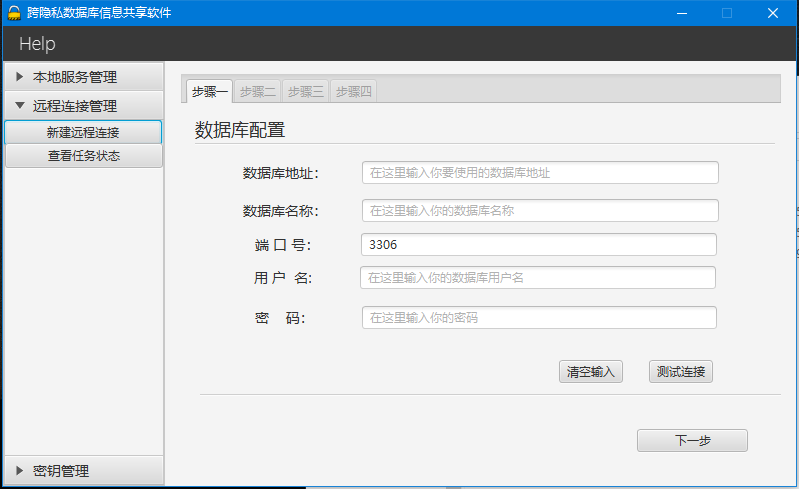 跨隐私数据库信息共享软件
Help
本地服务管理
远程连接管理
新建远程连接
查看任务状态
密钥管理
步骤一 步骤二 步骤三 步骤四
数据库配置
数据库地址： 在这里输入你要使用的数据库地址
数据库名称： 在这里输入你的数据库名称
端 口 号： 3306
用 户 名： 在这里输入你的数据库用户名
密 码： 在这里输入你的密码
清空输入 测试连接
下一步